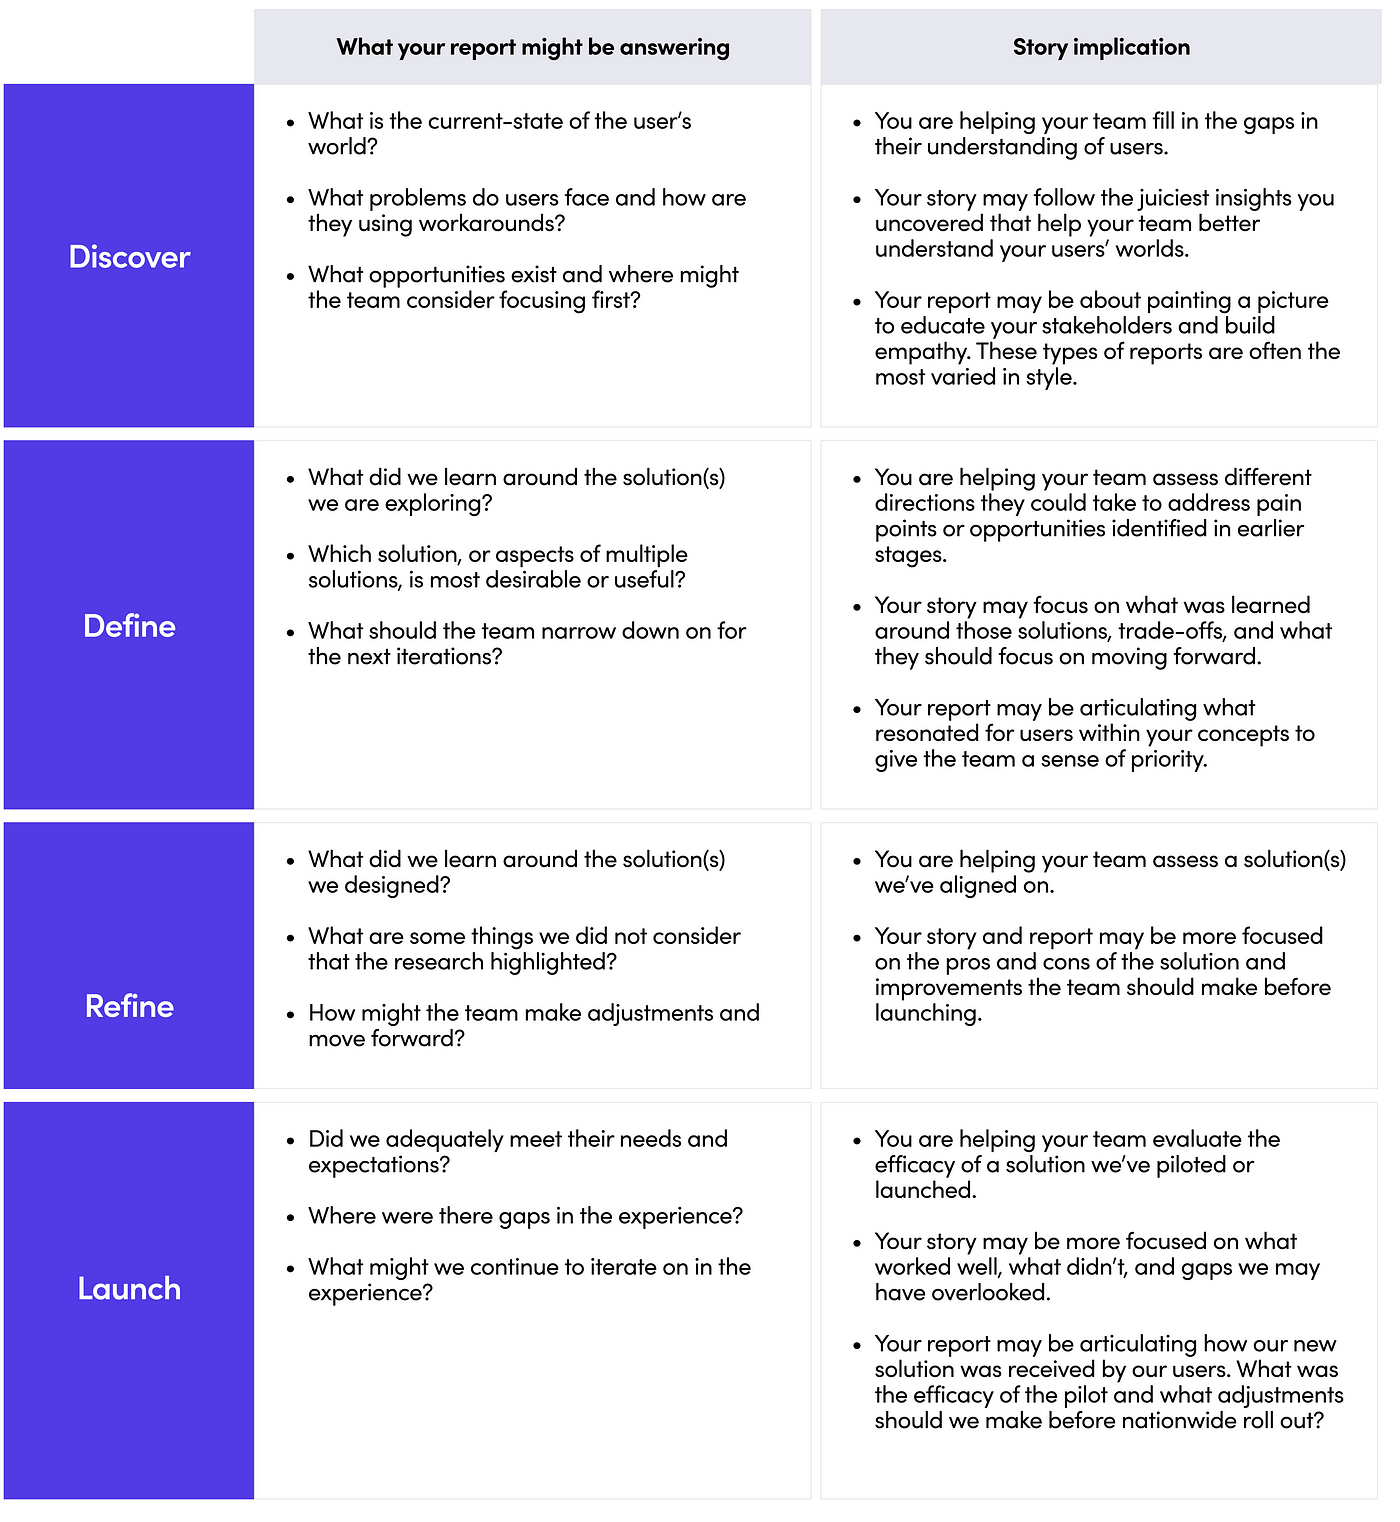 What your report might be answering
Story implication
Discover
• What is the current-state of the user's
world?
• What problems do users face and how are
they using workarounds?
• What opportunities exist and where might
the team consider focusing first?
• You are helping your team fill in the gaps in
their understanding of users.
• Your story may follow the juiciest insights you
uncovered that help your team better
understand your users' worlds.
• Your report may be about painting a picture
to educate your stakeholders and build
empathy. These types of reports are often the
most varied in style.
Define
• What did we learn around the solution(s)
we are exploring?
• Which solution, or aspects of multiple
solutions, is most desirable or useful?
• What should the team narrow down on for
the next iterations?
• You are helping your team assess different
directions they could take to address pain
points or opportunities identified in earlier
stages.
• Your story may focus on what was learned
around those solutions, trade-offs, and what
they should focus on moving forward.
• Your report may be articulating what
resonated for users within your concepts to
give the team a sense of priority.
Refine
• What did we learn around the solution(s)
we designed?
• What are some things we did not consider
that the research highlighted?
• How might the team make adjustments and
move forward?
• You are helping your team assess a solution(s)
we've aligned on.
• Your story and report may be more focused
on the pros and cons of the solution and
improvements the team should make before
launching.
Launch
• Did we adequately meet their needs and
expectations?
• Where were there gaps in the experience?
• What might we continue to iterate on in the
experience?
• You are helping your team evaluate the
efficacy of a solution we've piloted or
launched.
• Your story may be more focused on what
worked well, what didn't, and gaps we may
have overlooked.
• Your report may be articulating how our new
solution was received by our users. What was
the efficacy of the pilot and what adjustments
should we make before nationwide roll out?